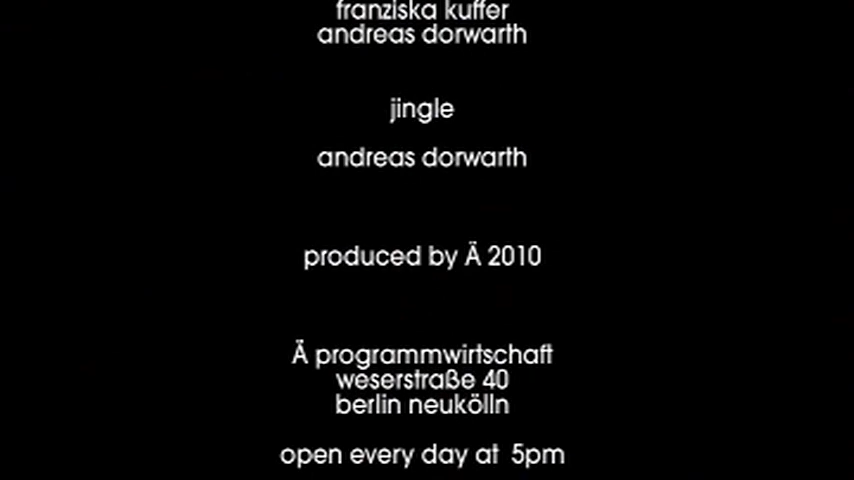 franziska kuffer
andreas dorwarth
jingle
andreas dorwarth
produced by Ä 2010
Ä programmwirtschaft
weserstraße 40
berlin neukölln
open every day at 5pm